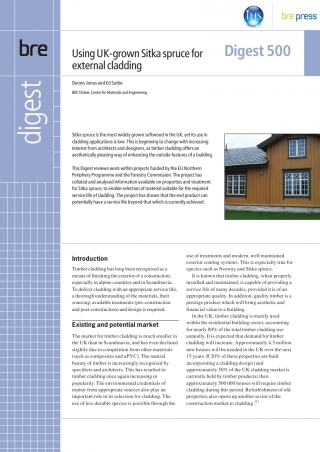 IHS
bre press
bre
digest
Using UK-grown Sitka spruce for
external cladding
Digest 500
Dennis Jones and Ed Suttie
BRE Timber, Centre for Materials and Engineering
Sitka spruce is the most widely grown softwood in the UK, yet its use in
cladding applications is low. This is beginning to change with increasing
interest from architects and designers, as timber cladding offers an
aesthetically pleasing way of enhancing the outside features of a building.
This Digest reviews work within projects funded by the EU Northern
Periphery Programme and the Forestry Commission. The project has
collated and analysed information available on properties and treatment
for Sitka spruce, to enable selection of material suitable for the required
service life of cladding. The project has shown that the end product can
potentially have a service life beyond that which is currently achieved.
Introduction
Timber cladding has long been recognised as a
means of finishing the exterior of a construction,
especially in alpine countries and in Scandinavia.
To deliver cladding with an appropriate service life,
a thorough understanding of the materials, their
sourcing, available treatments (pre-construction
and post construction) and design is required.
Existing and potential market
The market for timber cladding is much smaller in
the UK than in Scandinavia, and has even declined
slightly due to competition from other materials
(such as composites and uPVC). The natural
beauty of timber is increasingly recognised by
specifiers and architects. This has resulted in
timber cladding once again increasing in
popularity. The environmental credentials of
timber from appropriate sources also play an
important role in its selection for cladding. The
use of less durable species is possible through the
use of treatments and modern, well maintained
exterior coating systems. This is especially true for
species such as Norway and Sitka spruce.
It is known that timber cladding, when properly
installed and maintained, is capable of providing a
service life of many decades, provided it is of an
appropriate quality. In addition, quality timber is a
prestige product which will bring aesthetic and
financial value to a building.
In the UK, timber cladding is mainly used
within the residential building sector, accounting
for nearly 80% of the total timber cladding use
annually. It is expected that demand for timber
cladding will increase. Approximately 4.3 million
new houses will be needed in the UK over the next
15 years. If 20% of these properties are built
incorporating a cladding design (and
approximately 50% of the UK cladding market is
currently held by timber products) then
approximately 500 000 houses will require timber
cladding during this period. Refurbishment of old
properties also opens up another sector of the
construction market to cladding.[1]